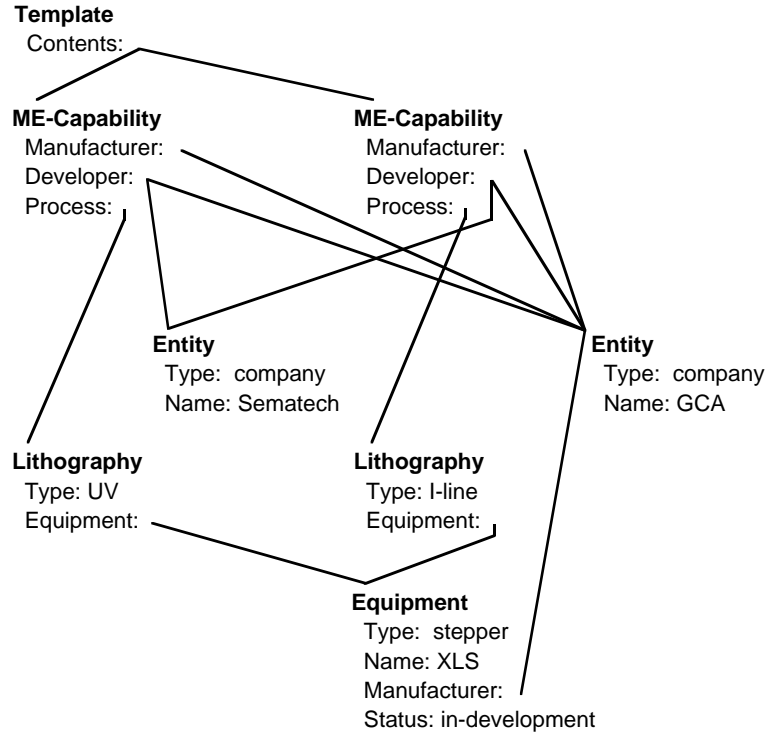 Template
Contents:
ME-Capability
Manufacturer:
Developer:
Process:
ME-Capability
Manufacturer:
Developer:
Process:
Entity
Type: company
Name: Sematech
Entity
Type: company
Name: GCA
Lithography
Type: UV
Equipment:
Lithography
Type: I-line
Equipment:
Equipment
Type: stepper
Name: XLS
Manufacturer:
Status: in-development